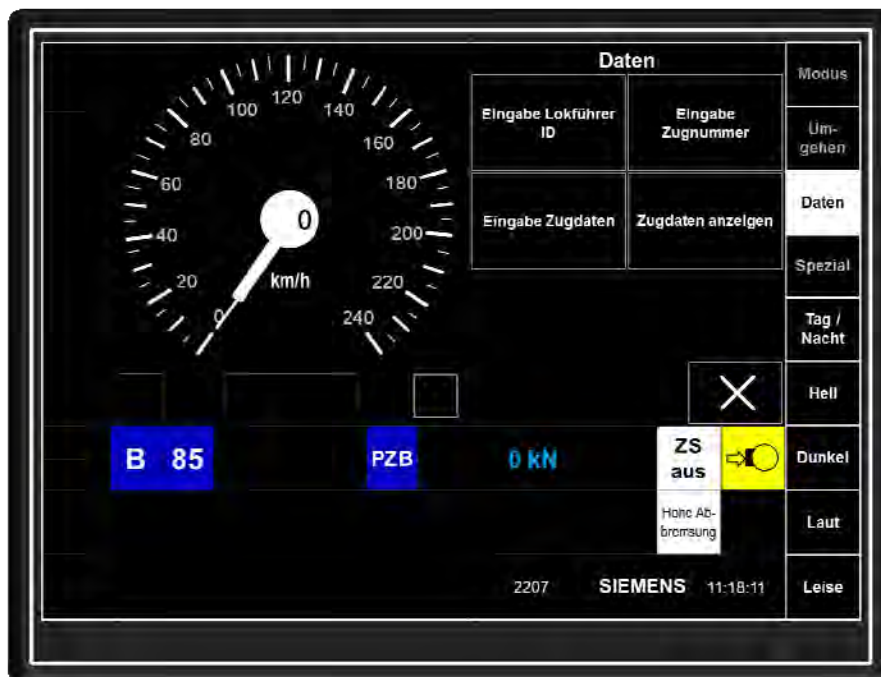 Daten
Eingabe Lokführer
ID
Eingabe
Zugnummer
Eingabe Zugdaten
Zugdaten anzeigen
0
20
40
60
80
100
120
140
160
180
200
220
240
0
km/h
B 85
PZB
0 kN
ZS
aus
Hohe Ab-
bremsung
2207
SIEMENS
11:18:11
Modus
Um-
gehen
Daten
Spezial
Tag /
Nacht
Hell
Dunkel
Laut
Leise